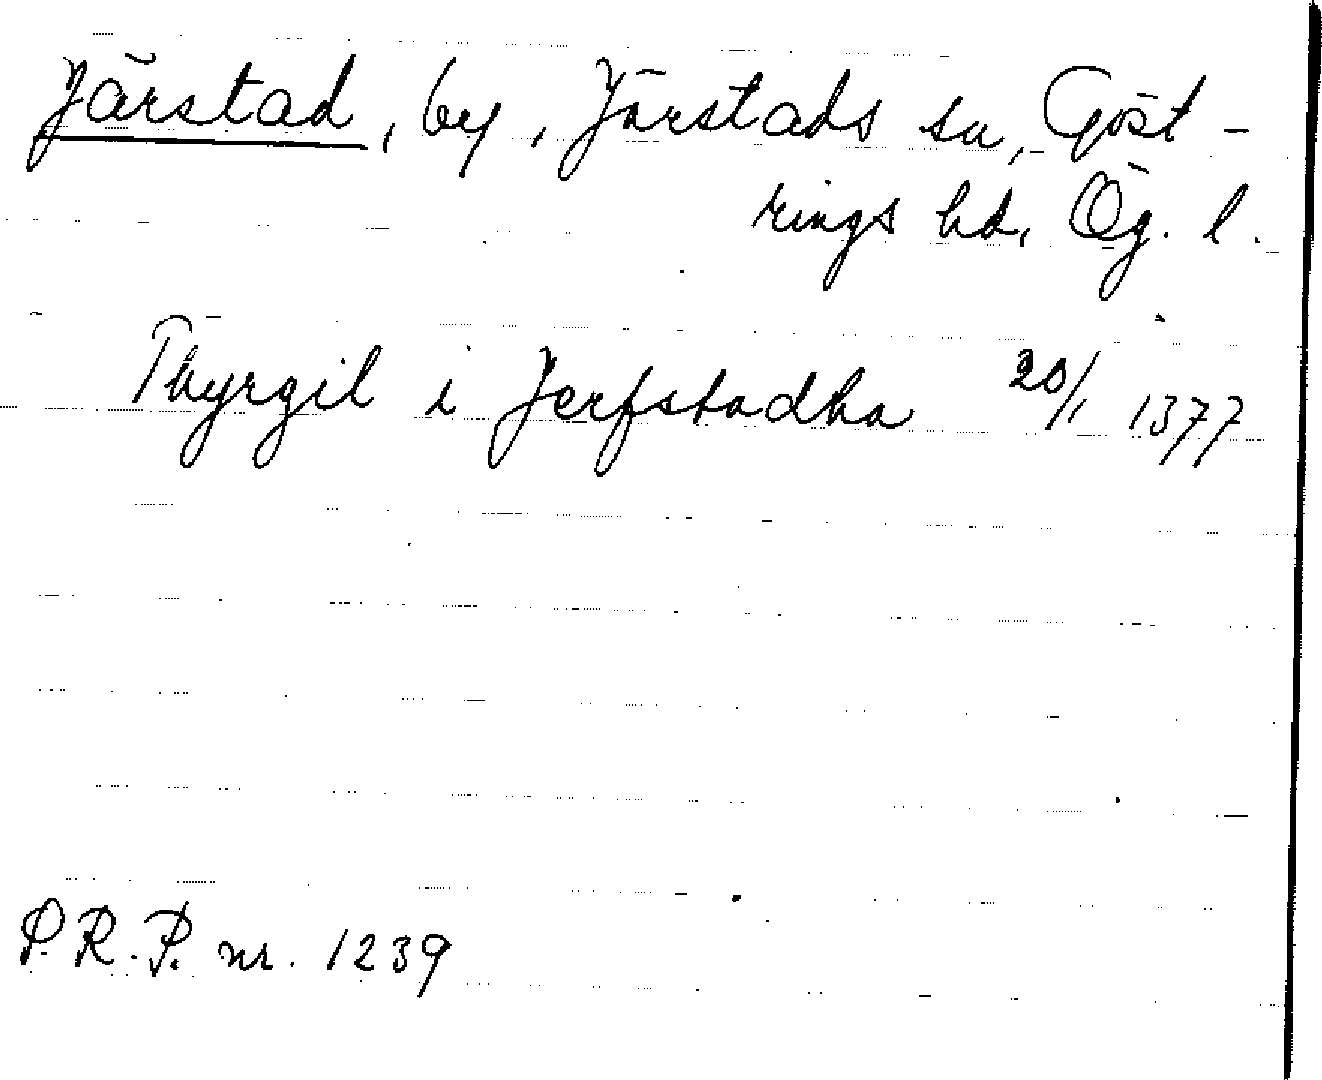 Järstad, by, Järstads sn, Göst-
rings hd, Ög. l.
Thyrgil i Jerfstadha 20/1 1377
P.R.P. nr. 1239